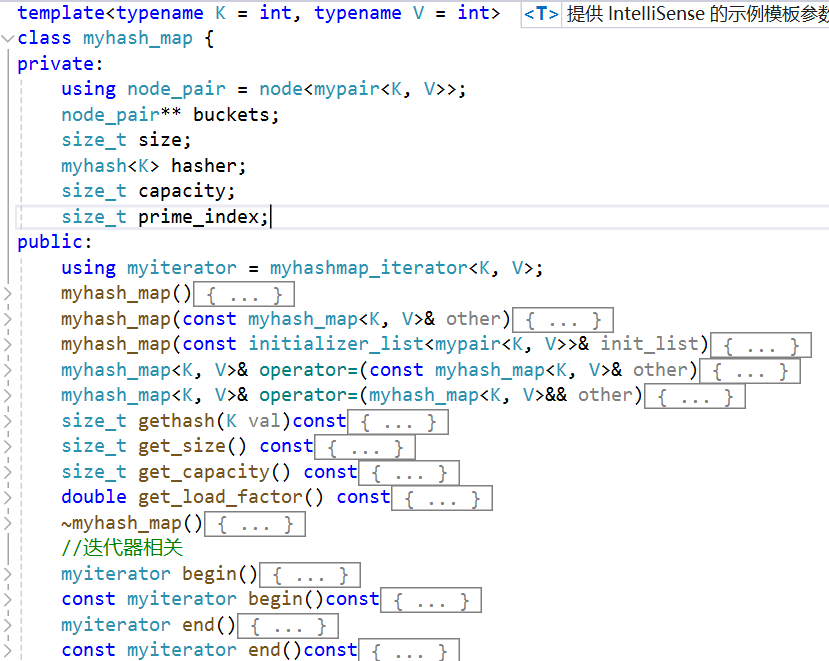 template<typename K = int, typename V = int> <T> 提供 IntelliSense 的示例模板参数
class myhash_map {
private:
using node_pair = node<mypair<K, V>>;
node_pair** buckets;
size_t size;
myhash<K> hasher;
size_t capacity;
size_t prime_index;
public:
using myiterator = myhashmap_iterator<K, V>;
myhash_map() { ... }
myhash_map(const myhash_map<K, V>& other) { ... }
myhash_map(const initializer_list<mypair<K, V>>& init_list) { ... }
myhash_map<K, V>& operator=(const myhash_map<K, V>& other) { ... }
myhash_map<K, V>& operator=(myhash_map<K, V>&& other) { ... }
size_t gethash(K val)const { ... }
size_t get_size() const { ... }
size_t get_capacity() const { ... }
double get_load_factor() const { ... }
~myhash_map() { ... }
//迭代器相关
myiterator begin() { ... }
const myiterator begin()const { ... }
myiterator end() { ... }
const myiterator end()const { ... }